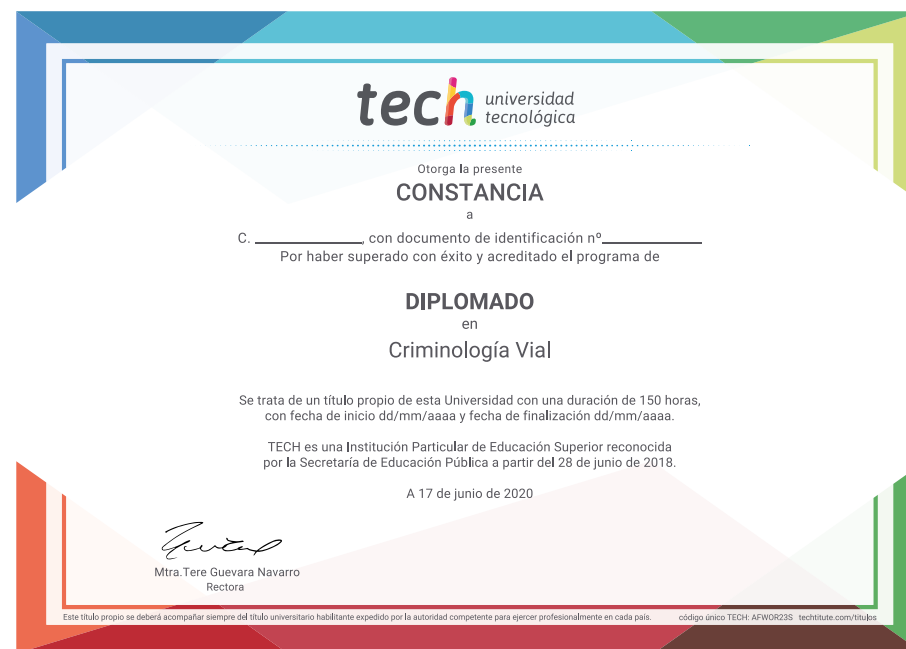 tech universidad
tecnológica
Otorga la presente
CONSTANCIA
a
C. ____________, con documento de identificación nº____________
Por haber superado con éxito y acreditado el programa de
DIPLOMADO
en
Criminología Vial
Se trata de un título propio de esta Universidad con una duración de 150 horas,
con fecha de inicio dd/mm/aaaa y fecha de finalización dd/mm/aaaa.
TECH es una Institución Particular de Educación Superior reconocida
por la Secretaría de Educación Pública a partir del 28 de junio de 2018.
A 17 de junio de 2020
Mtra.Tere Guevara Navarro
Rectora
Este título propio se deberá acompañar siempre del título universitario habilitante expedido por la autoridad competente para ejercer profesionalmente en cada país. código único TECH: AFWOR23S techtitute.com/titulos